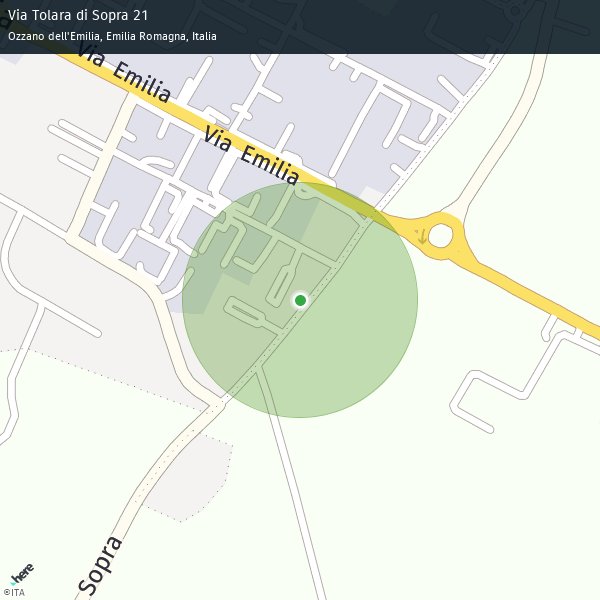 Via Tolara di Sopra 21
Ozzano dell'Emilia, Emilia Romagna, Italia
Via Emilia
Via Emilia
Sopra
here
©ITA